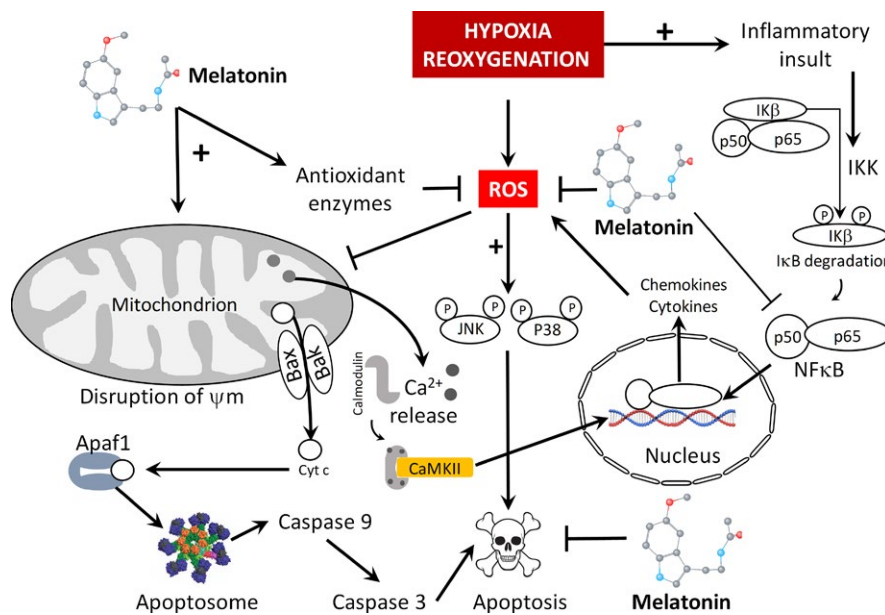 HYPOXIA
REOXYGENATION
+
Inflammatory
insult
Melatonin
+
Antioxidant
enzymes
ROS
Melatonin
IKβ
p50
p65
IKK
P
P
IKβ
IκB degradation
+
Mitochondrion
Chemokines
Cytokines
P
P
JNK
P
P
P38
p50
p65
NFκB
Bax
Bak
Disruption of ψm
Calmodulin
Ca2+
release
Apaf1
Cyt c
CaMKII
Nucleus
Caspase 9
Apoptosome
Caspase 3
Apoptosis
Melatonin